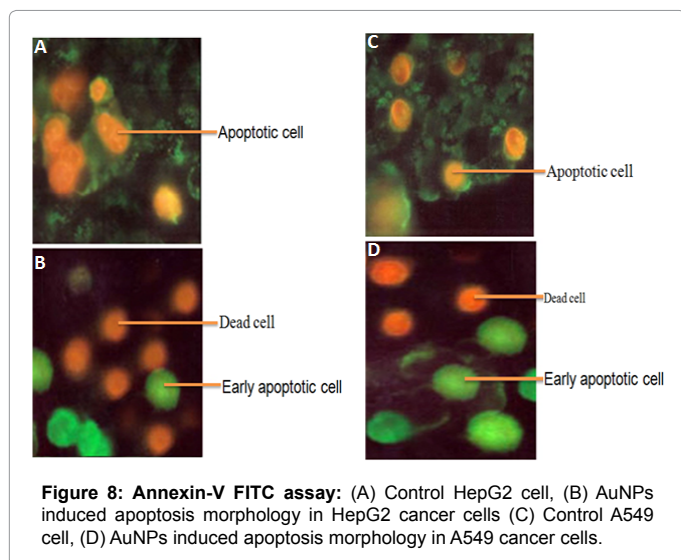 A
Apoptotic cell
C
Apoptotic cell
B
Dead cell
Early apoptotic cell
D
Dead cell
Early apoptotic cell
Figure 8: Annexin-V FITC assay: (A) Control HepG2 cell, (B) AuNPs
induced apoptosis morphology in HepG2 cancer cells (C) Control A549
cell, (D) AuNPs induced apoptosis morphology in A549 cancer cells.